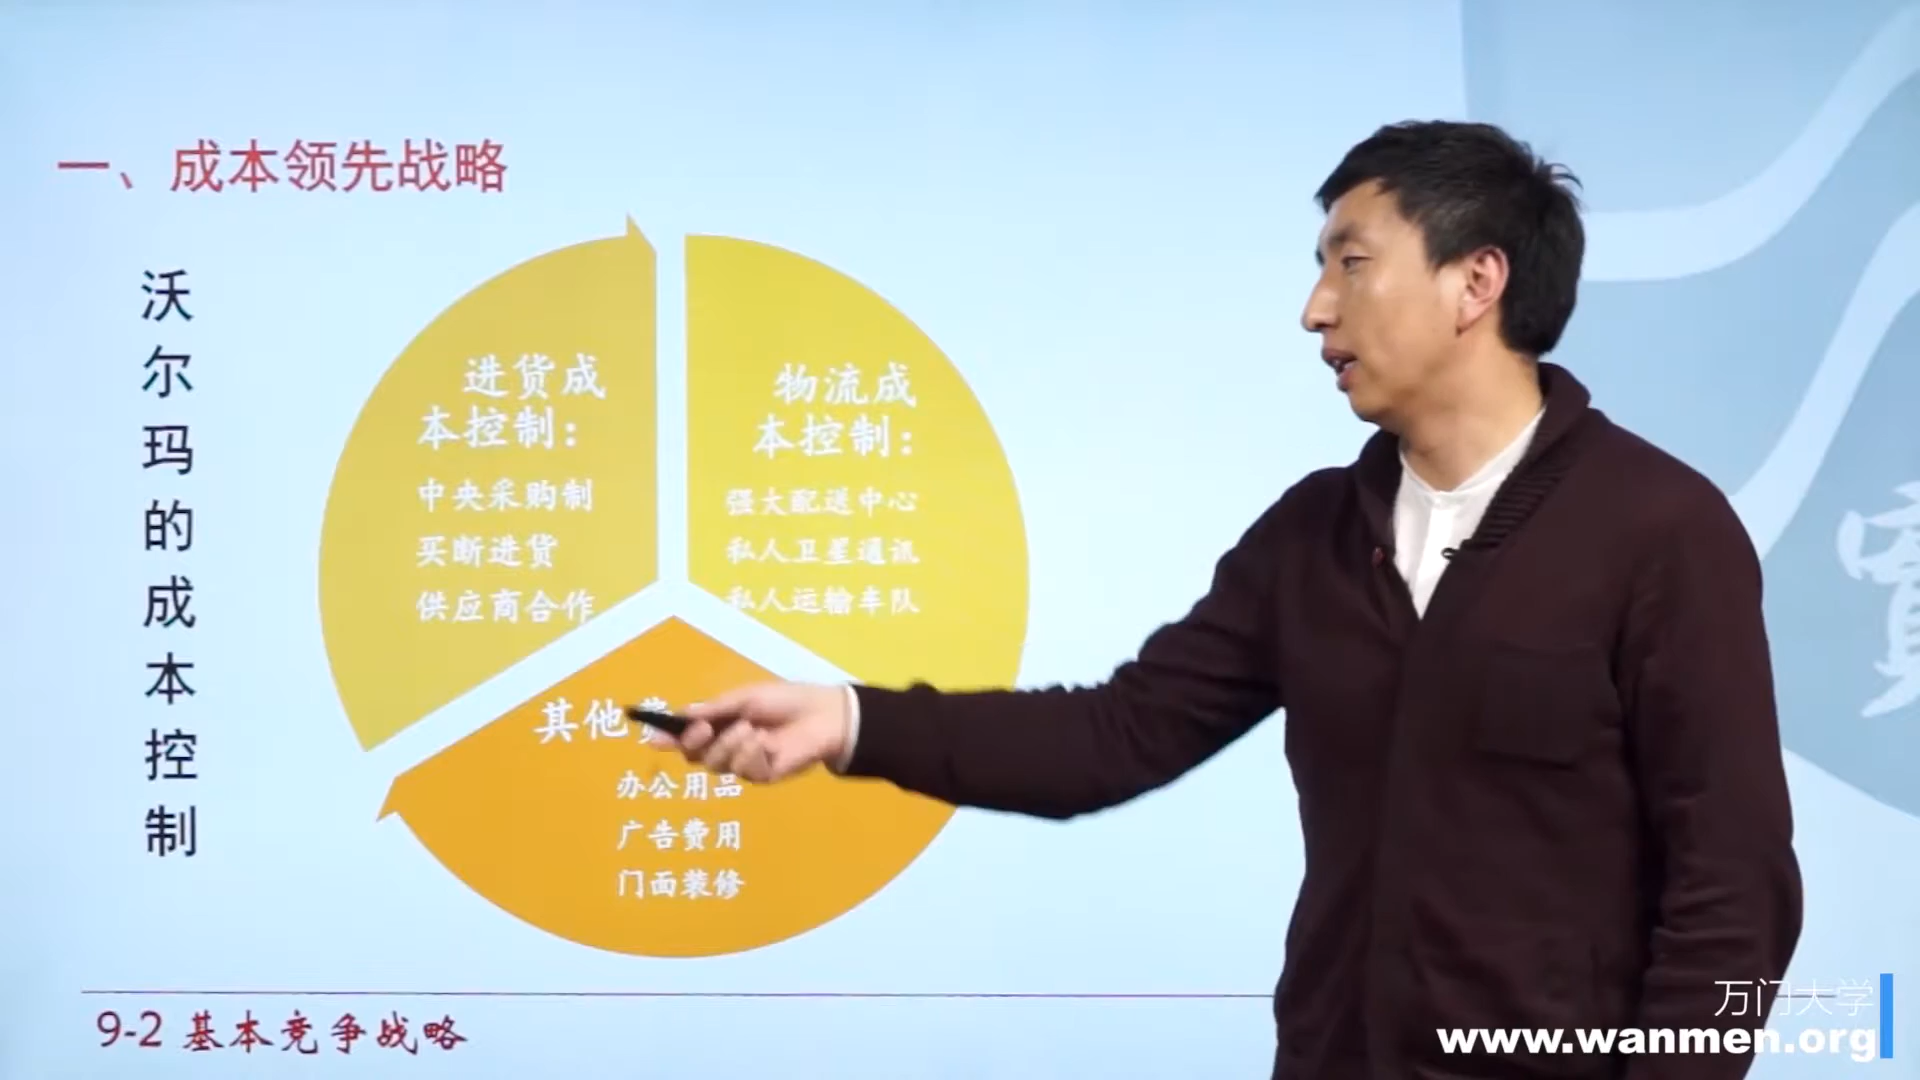 一、成本领先战略
沃尔玛的成本控制
进货成
本控制：
中央采购制
买断进货
供应商合作
物流成
本控制：
强大配送中心
私人卫星通讯
私人运输车队
其他
办公用品
广告费用
门面装修
9-2 基本竞争战略
万门大学
www.wanmen.org